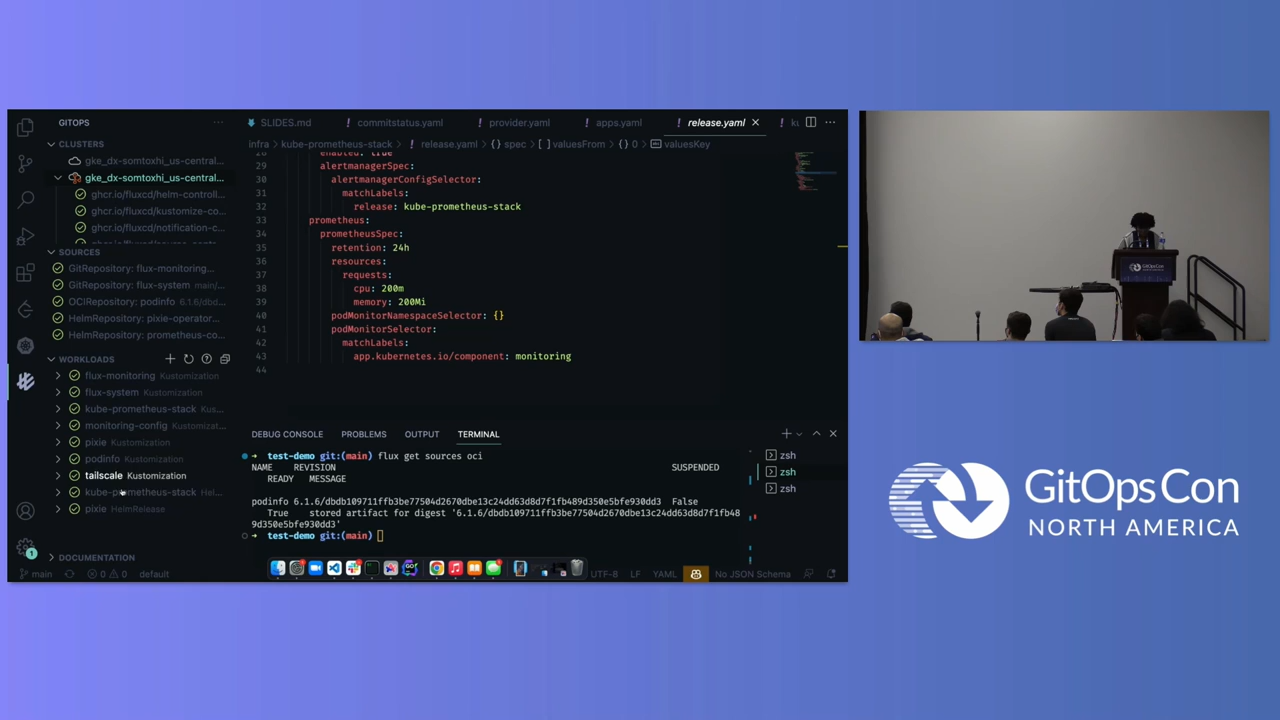 GITOPS
CLUSTERS
gke_dx-somtoxhi_us-central...
gke_dx-somtoxhi_us-central...
ghcr.io/fluxcd/helm-controll...
ghcr.io/fluxcd/kustomize-co...
ghcr.io/fluxcd/notification-c...
SOURCES
GitRepository: flux-monitoring...
GitRepository: flux-system main/...
OCIRepository: podinfo 6.1.6/dbd...
HelmRepository: pixie-operator...
HelmRepository: prometheus-co...
WORKLOADS
flux-monitoring Kustomization
flux-system Kustomization
kube-prometheus-stack Kus...
monitoring-config Kustomizat...
pixie Kustomization
podinfo Kustomization
tailscale Kustomization
kube-prometheus-stack Hel...
pixie HelmRelease
DOCUMENTATION
main 0 0 default
1
SLIDES.md commitstatus.yaml provider.yaml apps.yaml release.yaml
infra > kube-prometheus-stack > release.yaml > {} spec > [ ] valuesFrom > {} 0 > valuesKey
28 enabled: true
29 alertmanagerSpec:
30 alertmanagerConfigSelector:
31 matchLabels:
32 release: kube-prometheus-stack
33 prometheus:
34 prometheusSpec:
35 retention: 24h
36 resources:
37 requests:
38 cpu: 200m
39 memory: 200Mi
40 podMonitorNamespaceSelector: {}
41 podMonitorSelector:
42 matchLabels:
43 app.kubernetes.io/component: monitoring
44
DEBUG CONSOLE PROBLEMS OUTPUT TERMINAL
→ test-demo git:(main) flux get sources oci
NAME REVISION SUSPENDED
READY MESSAGE
podinfo 6.1.6/dbdb109711ffb3be77504d2670dbe13c24dd63d8d7f1fb489d350e5bfe930dd3 False
True stored artifact for digest '6.1.6/dbdb109711ffb3be77504d2670dbe13c24dd63d8d7f1fb48
9d350e5bfe930dd3'
→ test-demo git:(main)
zsh
zsh
zsh
UTF-8 LF YAML No JSON Schema
GitOpsCon
NORTH AMERICA